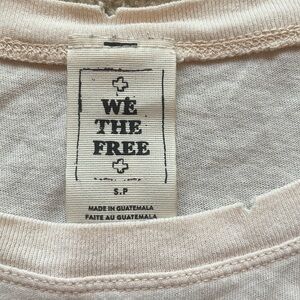 WE
THE
FREE
S.P
MADE IN GUATEMALA
FAITE AU GUATEMALA